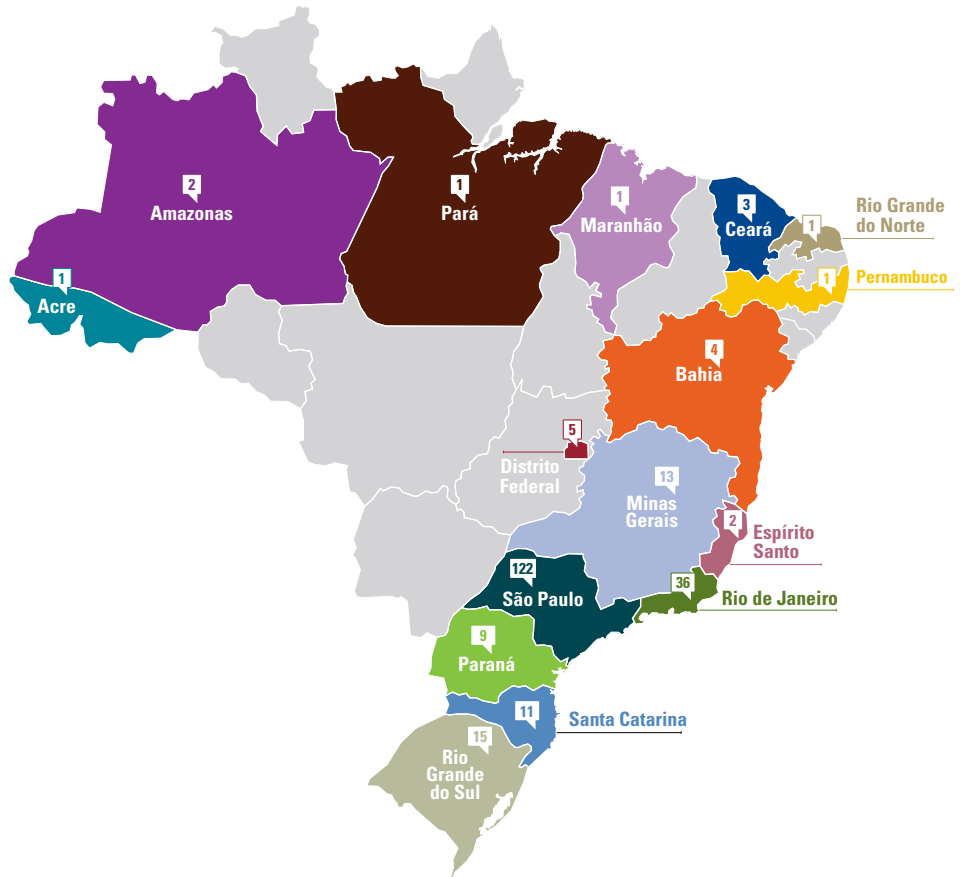 2
Amazonas
1
Pará
1
Maranhão
3
Ceará
1
Rio Grande
do Norte
1
Acre
1
Pernambuco
4
Bahia
5
Distrito
Federal
13
Minas
Gerais
2
Espírito
Santo
122
São Paulo
36
Rio de Janeiro
9
Paraná
11
Santa Catarina
15
Rio
Grande
do Sul